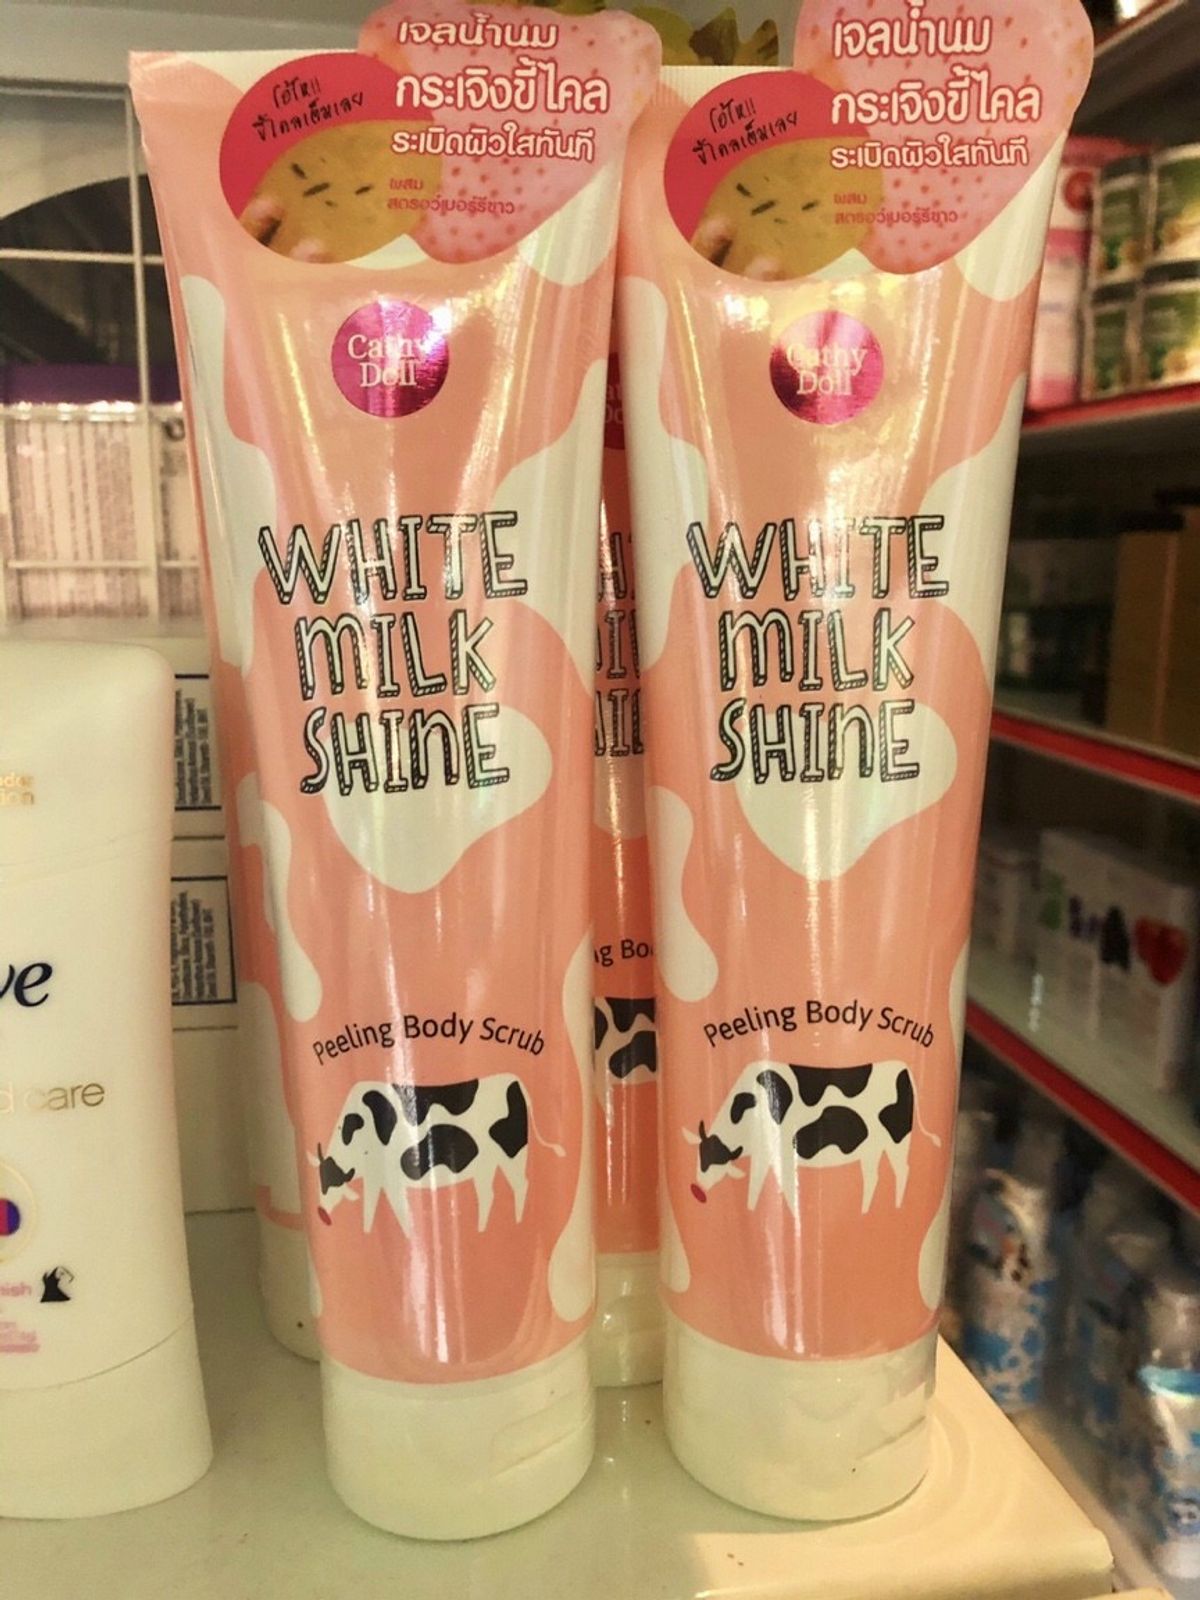 เจลน้ำนม
กระเจิงขี้ไคล
ระเบิดผิวใสทันที
ผสม
สตรอว์เบอร์รีขาว
โอ้โห!!
ขี้ไคลเต็มเลย
Cathy
Doll
WHITE
MILK
SHINE
Peeling Body Scrub
เจลน้ำนม
กระเจิงขี้ไคล
ระเบิดผิวใสทันที
ผสม
สตรอว์เบอร์รีขาว
โอ้โห!!
ขี้ไคลเต็มเลย
Cathy
Doll
WHITE
MILK
SHINE
Peeling Body Scrub
care